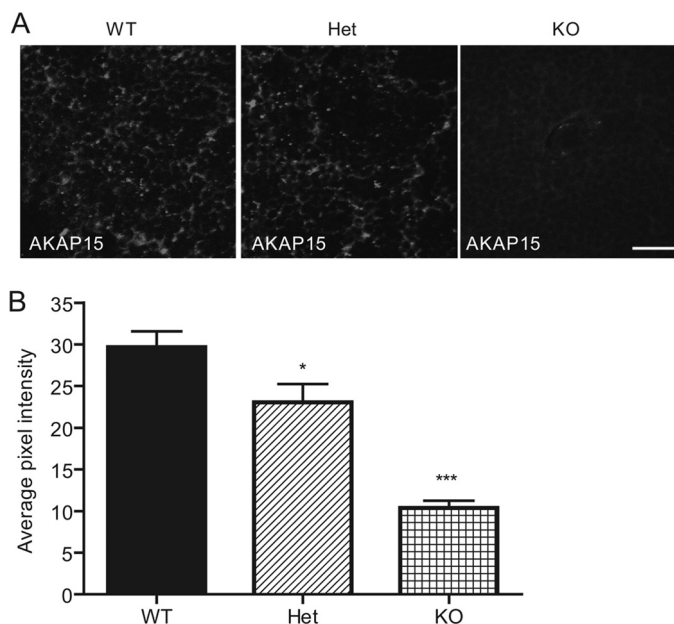 A
WT Het KO
AKAP15 AKAP15 AKAP15
B
Average pixel intensity
35
30
25
20
15
10
5
0
*
***
WT Het KO